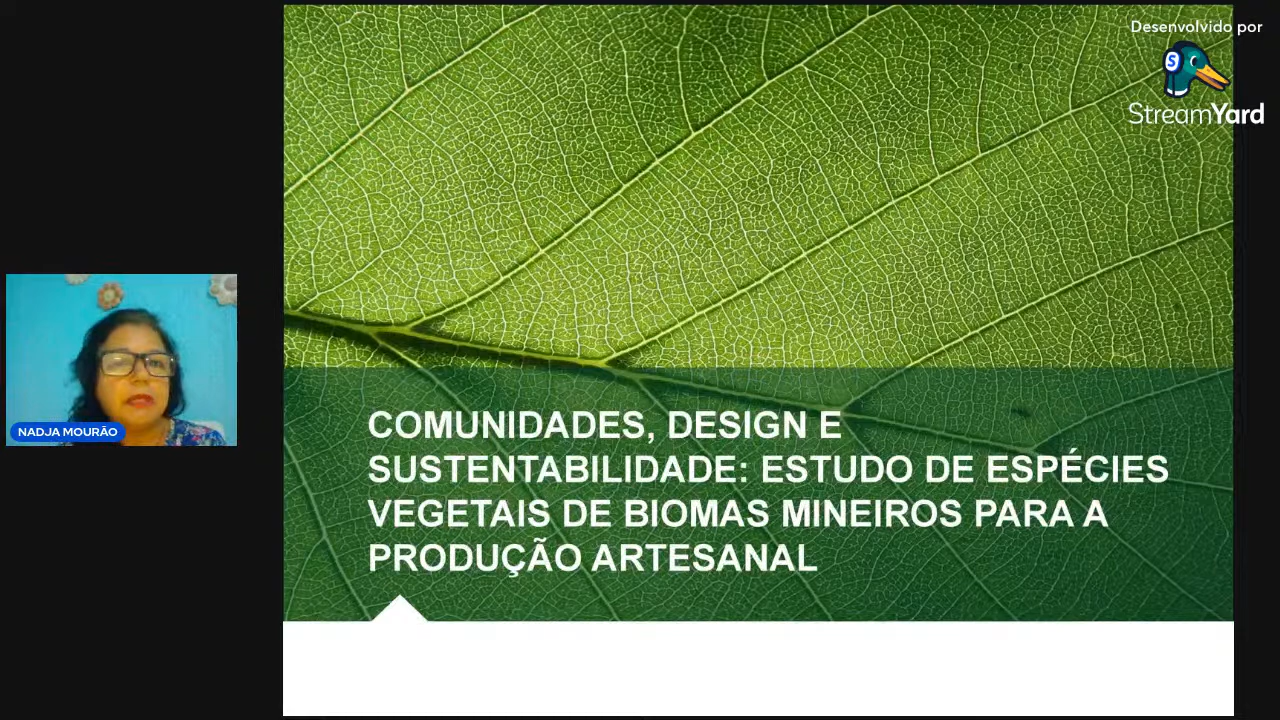 Desenvolvido por
StreamYard
NADJA MOURÃO
COMUNIDADES, DESIGN E
SUSTENTABILIDADE: ESTUDO DE ESPÉCIES
VEGETAIS DE BIOMAS MINEIROS PARA A
PRODUÇÃO ARTESANAL